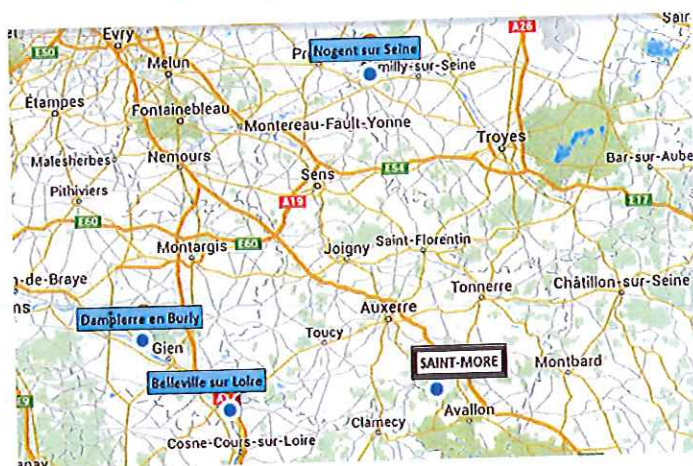 E50
Evry
Melun
Nogent sur Seine
A26
Étampes
Fontainebleau
Montereau-Fault-Yonne
Troyes
Malesherbes
Nemours
Sens
E54
Bar-sur-Aube
Pithiviers
A19
E17
E60
Montargis
E60
Joigny
Saint-Florentin
Tonnerre
Châtillon-sur-Seine
Dampierre en Burly
Auxerre
Gien
Toucy
SAINT-MORE
Montbard
Belleville sur Loire
Avallon
Clamecy
Cosne-Cours-sur-Loire